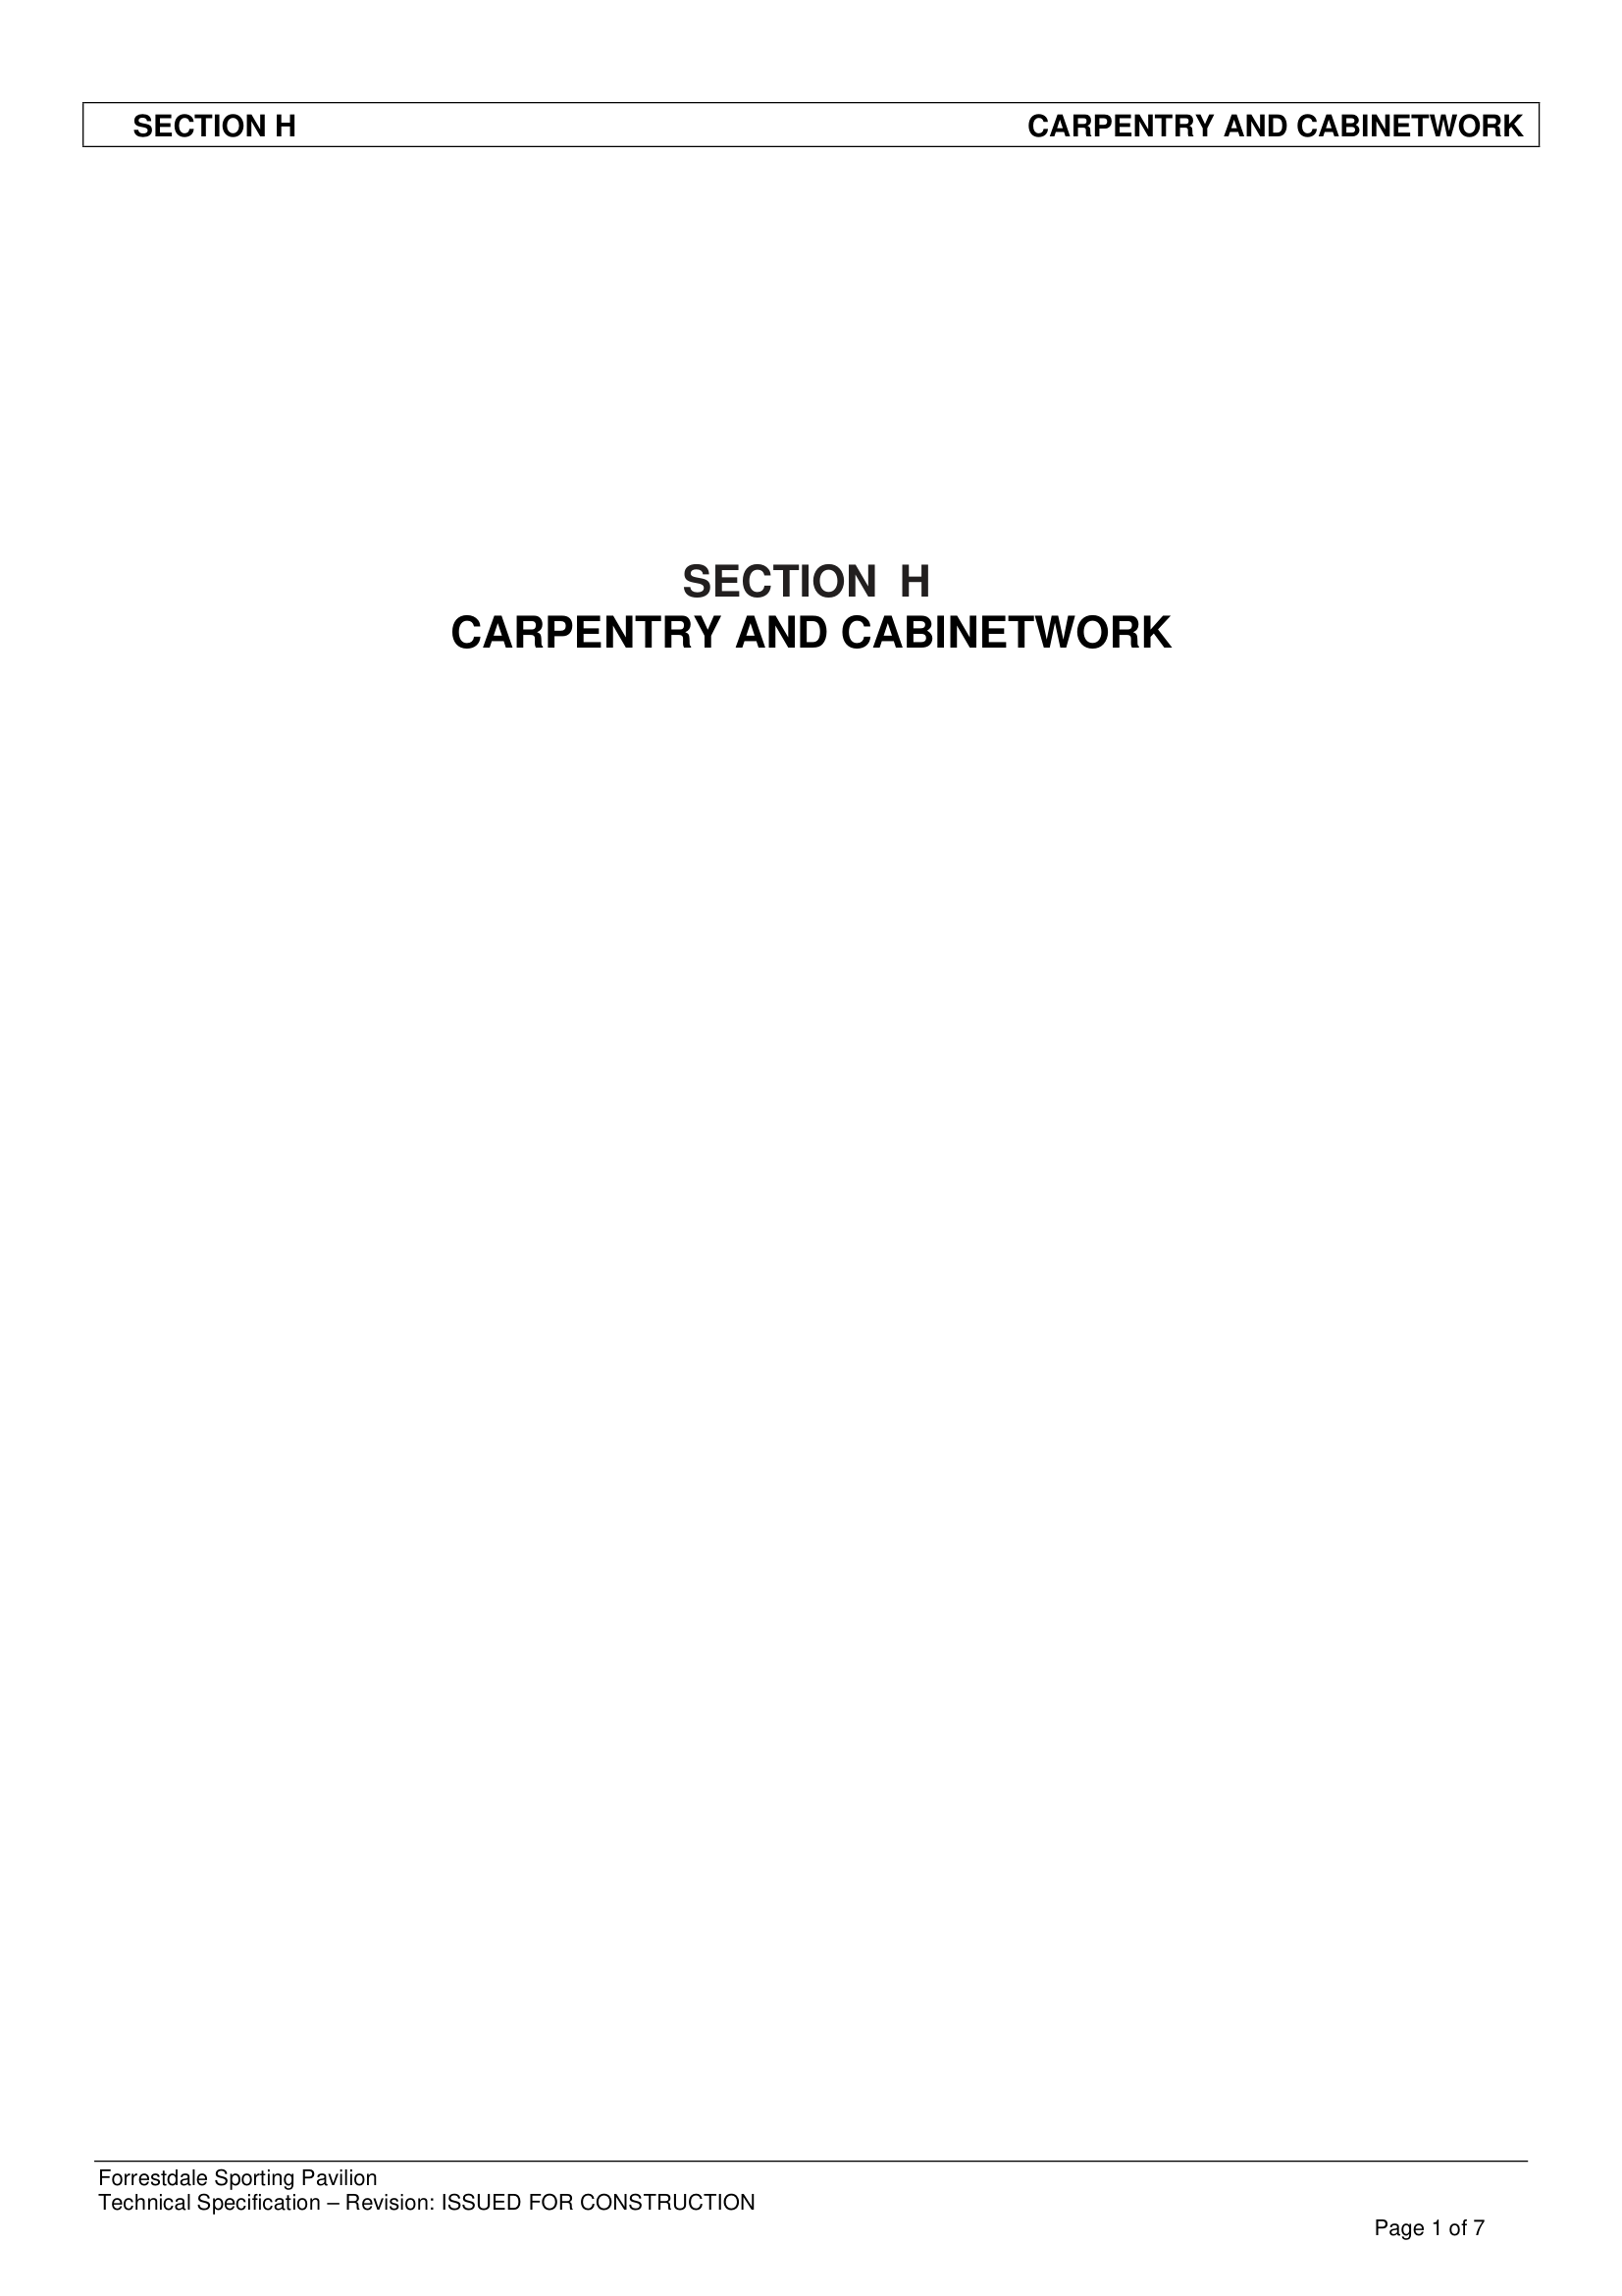 SECTION H CARPENTRY AND CABINETWORK
SECTION H
CARPENTRY AND CABINETWORK
Forrestdale Sporting Pavilion
Technical Specification – Revision: ISSUED FOR CONSTRUCTION
Page 1 of 7